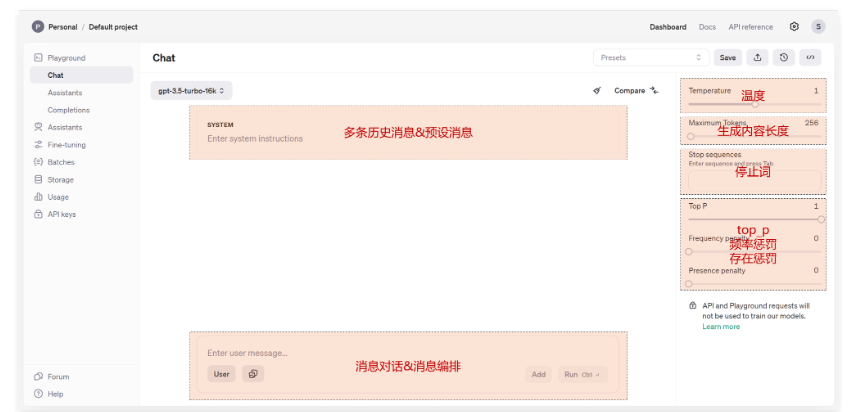 P Personal / Default project
Dashboard Docs API reference S
Playground
Chat
Assistants
Completions
Assistants
Fine-tuning
Batches
Storage
Usage
API keys
Forum
Help
Chat
Presets
Save
gpt-3.5-turbo-16k
Compare
SYSTEM
Enter system instructions
多条历史消息&预设消息
Enter user message...
消息对话&消息编排
User
Add
Run Ctrl
Temperature 1
温度
Maximum Tokens 256
生成内容长度
Stop sequences
Enter sequence and press Tab
停止词
Top P 1
top_p
Frequency penalty 0
频率惩罚
存在惩罚
Presence penalty 0
API and Playground requests will
not be used to train our models.
Learn more